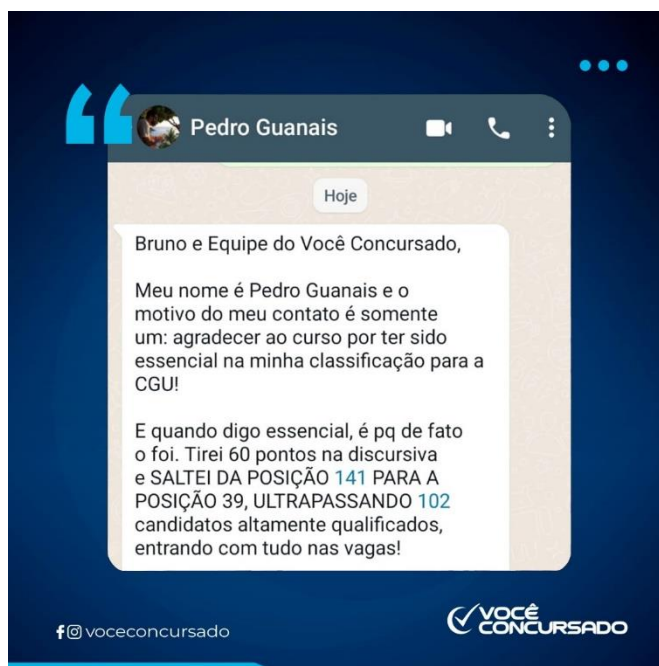 Pedro Guanais
Hoje
Bruno e Equipe do Você Concursado,
Meu nome é Pedro Guanais e o
motivo do meu contato é somente
um: agradecer ao curso por ter sido
essencial na minha classificação para a
CGU!
E quando digo essencial, é pq de fato
o foi. Tirei 60 pontos na discursiva
e SALTEI DA POSIÇÃO 141 PARA A
POSIÇÃO 39, ULTRAPASSANDO 102
candidatos altamente qualificados,
entrando com tudo nas vagas!
voceconcursado
VOCÊ
CONCURSADO